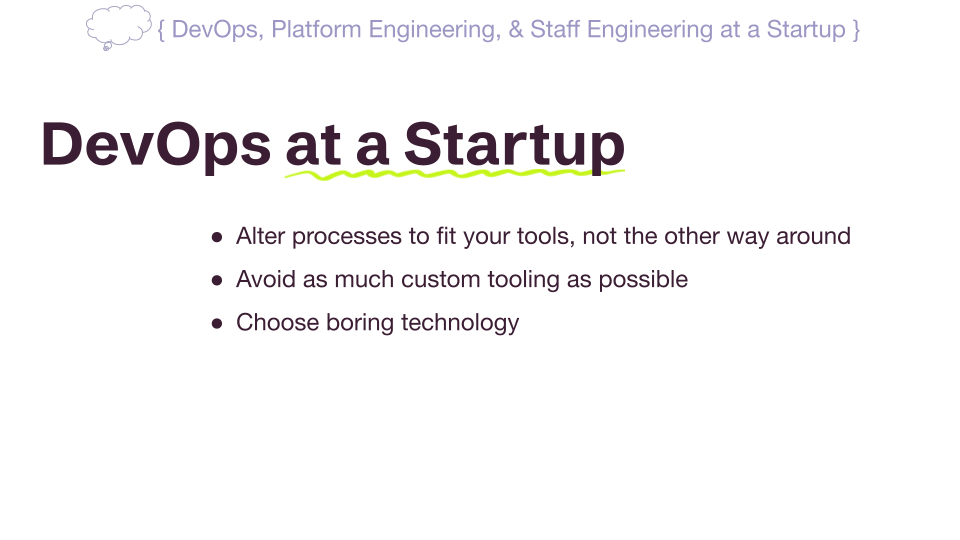 { DevOps, Platform Engineering, & Staff Engineering at a Startup }
DevOps at a Startup
● Alter processes to fit your tools, not the other way around
● Avoid as much custom tooling as possible
● Choose boring technology